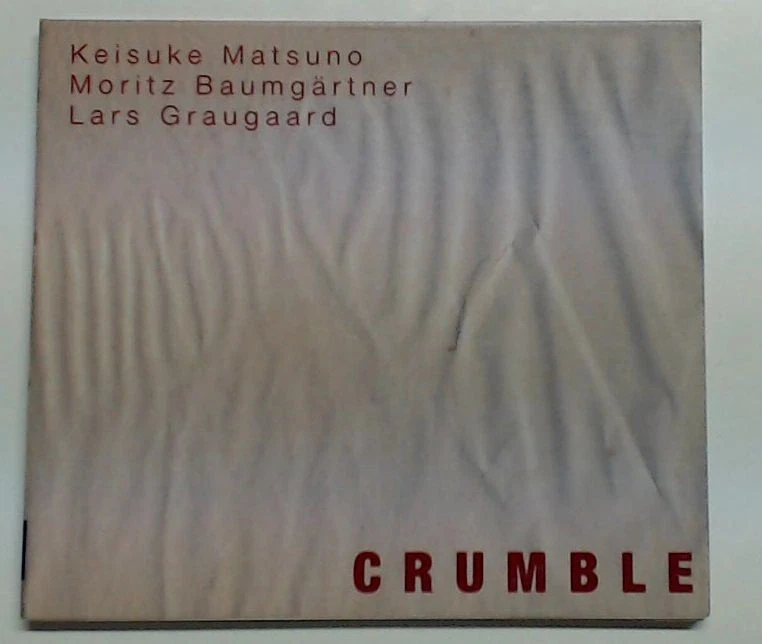 Keisuke Matsuno
Moritz Baumgärtner
Lars Graugaard
CRUMBLE